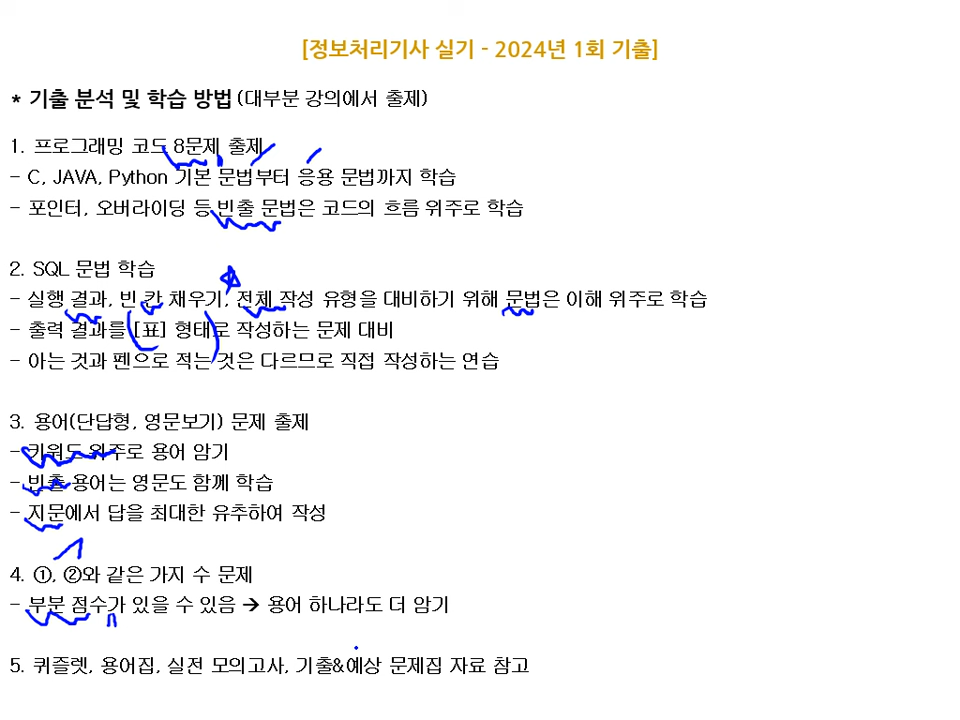 [정보처리기사 실기 - 2024년 1회 기출]
* 기출 분석 및 학습 방법 (대부분 강의에서 출제)
1. 프로그래밍 코드 8문제 출제
- C, JAVA, Python 기본 문법부터 응용 문법까지 학습
- 포인터, 오버라이딩 등 빈출 문법은 코드의 흐름 위주로 학습
2. SQL 문법 학습
- 실행 결과, 빈 칸 채우기, 전체 작성 유형을 대비하기 위해 문법은 이해 위주로 학습
- 출력 결과를 [표] 형태로 작성하는 문제 대비
- 아는 것과 펜으로 적는 것은 다르므로 직접 작성하는 연습
3. 용어(단답형, 영문보기) 문제 출제
- 키워드 위주로 용어 암기
- 빈출 용어는 영문도 함께 학습
- 지문에서 답을 최대한 유추하여 작성
4. ①, ②와 같은 가지 수 문제
- 부분 점수가 있을 수 있음 → 용어 하나라도 더 암기
5. 퀴즐렛, 용어집, 실전 모의고사, 기출&예상 문제집 자료 참고